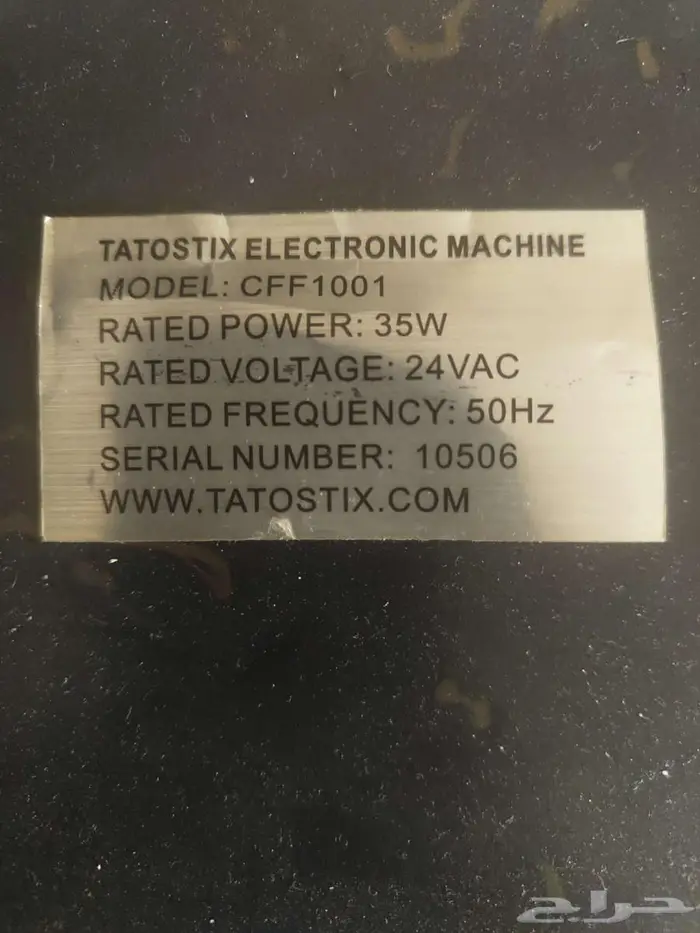 TATOSTIX ELECTRONIC MACHINE
MODEL: CFF1001
RATED POWER: 35W
RATED VOLTAGE: 24VAC
RATED FREQUENCY: 50Hz
SERIAL NUMBER: 10506
WWW.TATOSTIX.COM
حراج